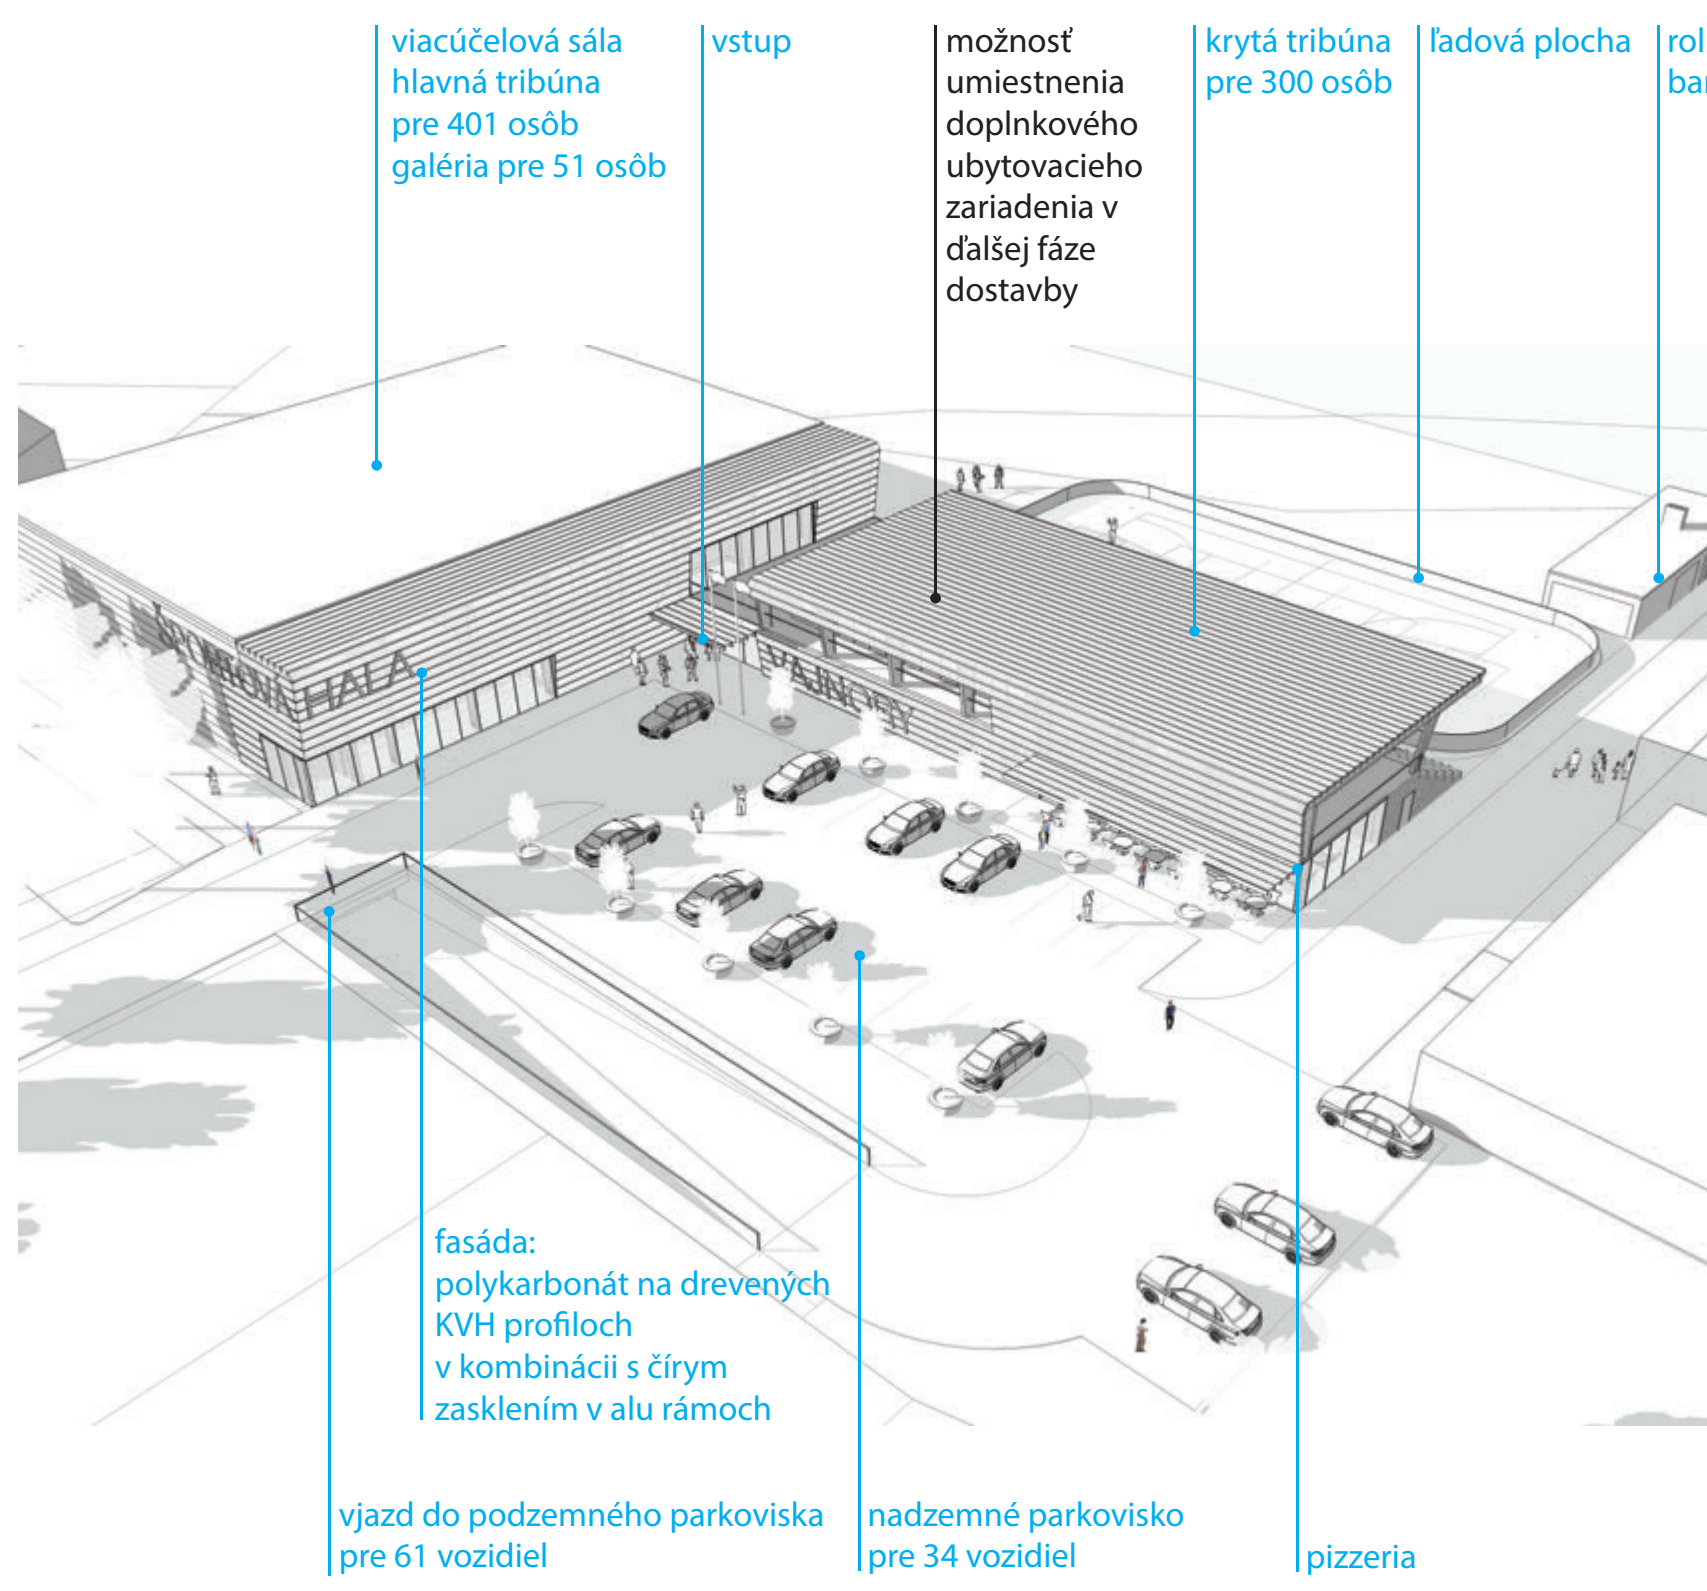 viacúčelová sála
hlavná tribúna
pre 401 osôb
galéria pre 51 osôb
vstup
možnosť
umiestnenia
doplnkového
ubytovacieho
zariadenia v
ďalšej fáze
dostavby
krytá tribúna
pre 300 osôb
ľadová plocha
ŠPORTOVÁ HALA
VAJNORY
fasáda:
polykarbonát na drevených
KVH profiloch
v kombinácii s čírym
zasklením v alu rámoch
vjazd do podzemného parkoviska
pre 61 vozidiel
nadzemné parkovisko
pre 34 vozidiel
pizzeria